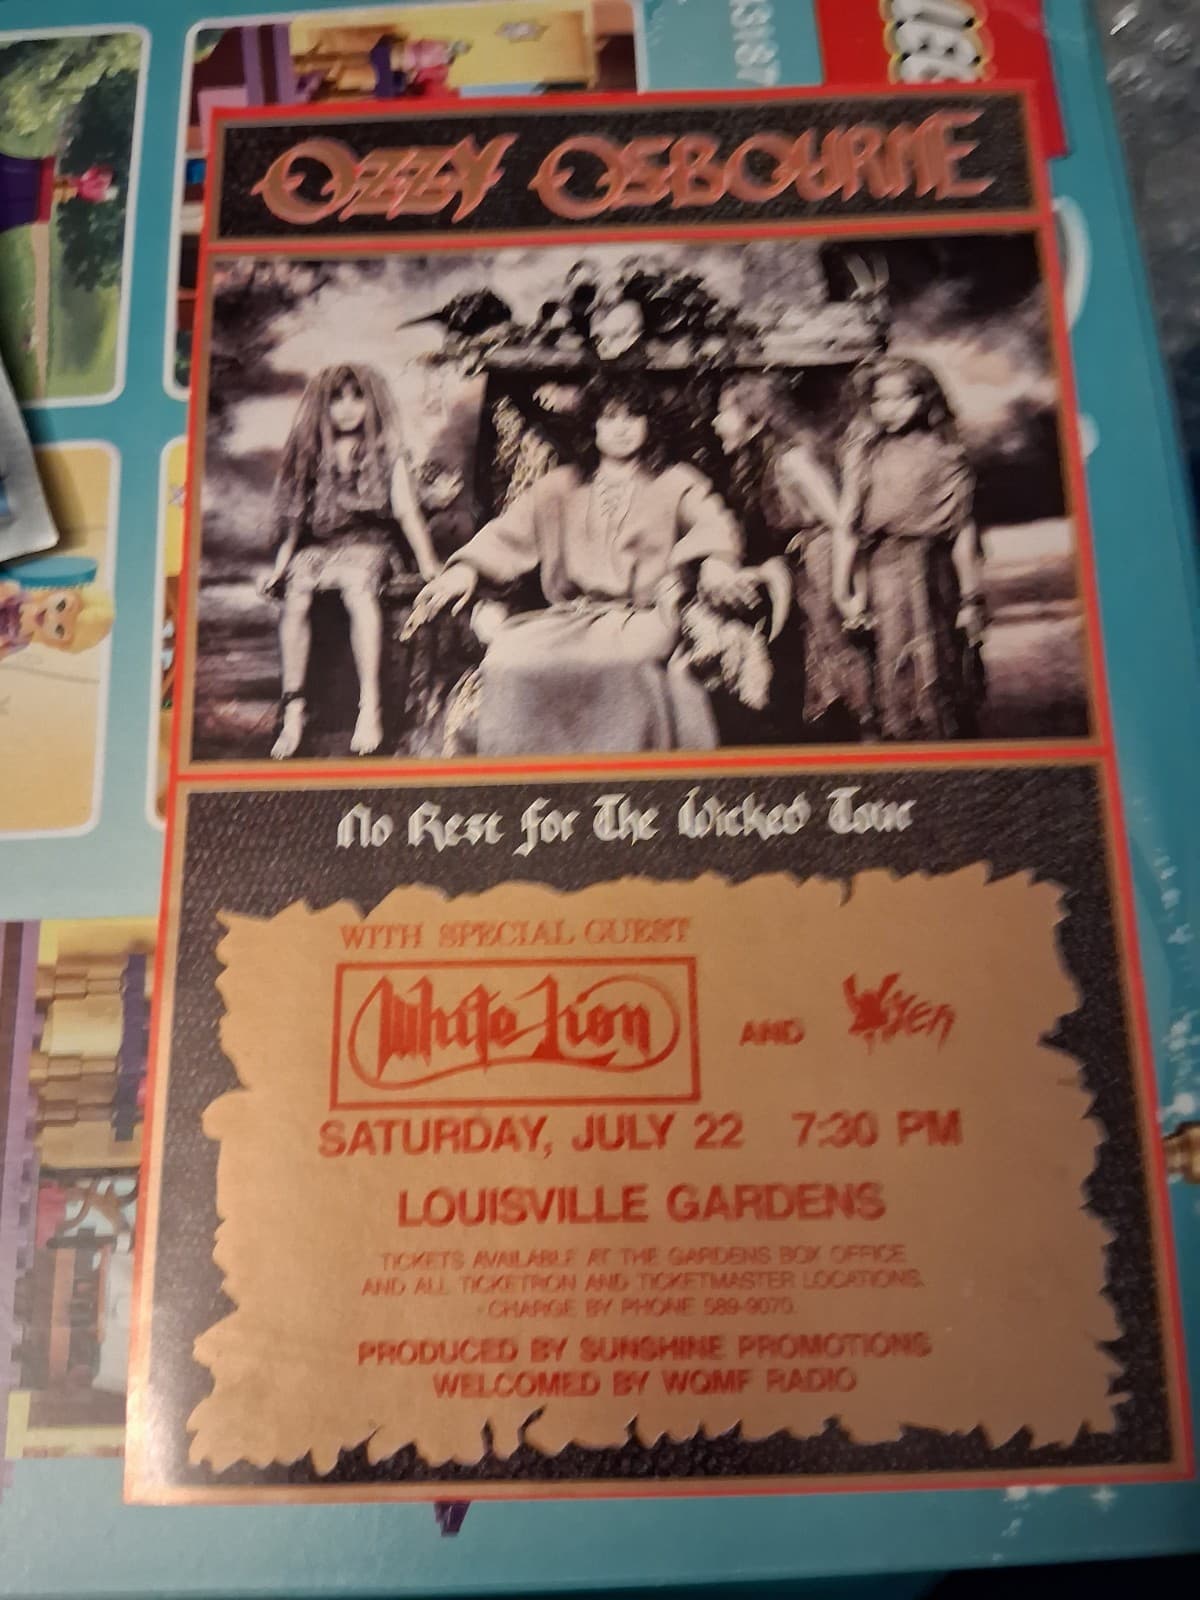 41187
LEG
OZZY OSBOURNE
No Rest for The Wicked Tour
WITH SPECIAL GUEST
White Lion AND Vixen
SATURDAY, JULY 22 7:30 PM
LOUISVILLE GARDENS
TICKETS AVAILABLE AT THE GARDENS BOX OFFICE
AND ALL TICKETRON AND TICKETMASTER LOCATIONS.
CHARGE BY PHONE 589-9070.
PRODUCED BY SUNSHINE PROMOTIONS
WELCOMED BY WQMF RADIO